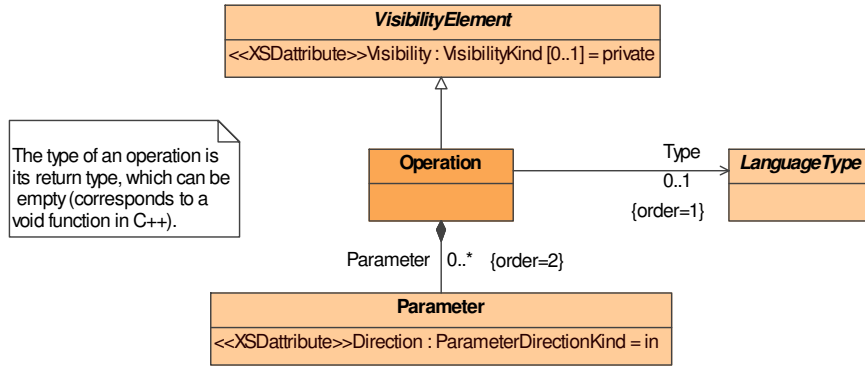 VisibilityElement
<<XSDattribute>>Visibility : VisibilityKind [0..1] = private
The type of an operation is
its return type, which can be
empty (corresponds to a
void function in C++).
Operation
Type
0..1
{order=1}
LanguageType
Parameter 0..* {order=2}
Parameter
<<XSDattribute>>Direction : ParameterDirectionKind = in